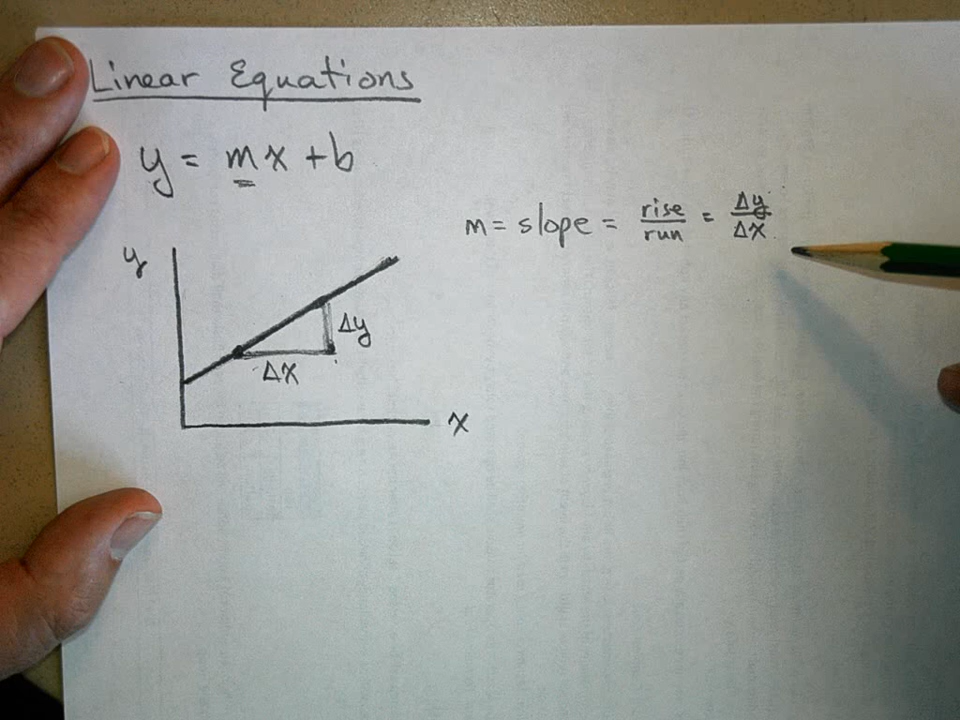 Linear Equations
y = mx + b
m = slope = rise/run = Δy/Δx
y
Δy
Δx
x